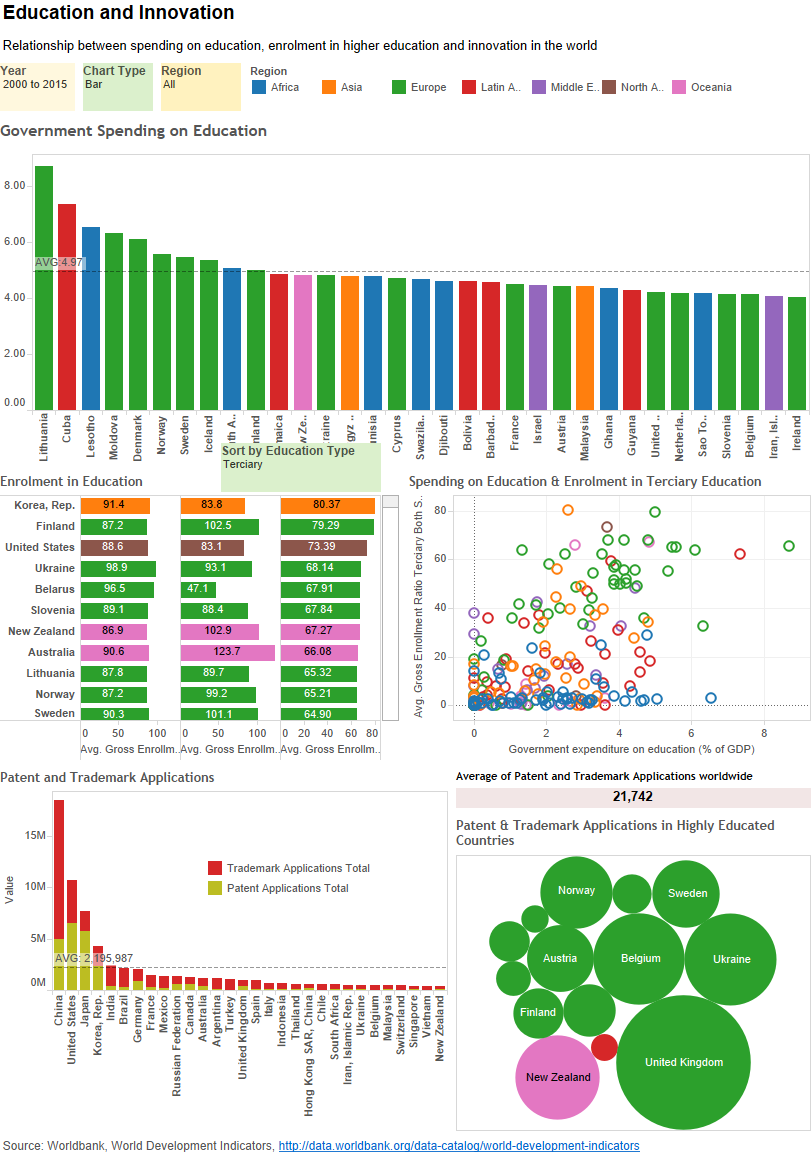 Education and Innovation
Relationship between spending on education, enrolment in higher education and innovation in the world
Year
2000 to 2015
Chart Type
Bar
Region
All
Region
Africa
Asia
Europe
Latin A..
Middle E..
North A..
Oceania
Government Spending on Education
8.00
6.00
4.00
2.00
0.00
AVG:4.97
Lithuania
Cuba
Lesotho
Moldova
Denmark
Norway
Sweden
Iceland
th A..
nland
maica
w Ze..
raine
gyz ..
nisia
Cyprus
Swazila..
Djibouti
Bolivia
Barbad..
France
Israel
Austria
Malaysia
Ghana
Guyana
United ..
Netherla..
Sao To..
Slovenia
Belgium
Iran, Isl..
Ireland
Sort by Education Type
Terciary
Enrolment in Education
Korea, Rep. 91.4 83.8 80.37
Finland 87.2 102.5 79.29
United States 88.6 83.1 73.39
Ukraine 98.9 93.1 68.14
Belarus 96.5 47.1 67.91
Slovenia 89.1 88.4 67.84
New Zealand 86.9 102.9 67.27
Australia 90.6 123.7 66.08
Lithuania 87.8 89.7 65.32
Norway 87.2 99.2 65.21
Sweden 90.3 101.1 64.90
0 50 100 0 50 100 0 20 40 60 80
Avg. Gross Enrollm.. Avg. Gross Enrollm.. Avg. Gross Enrollm..
Spending on Education & Enrolment in Terciary Education
Avg. Gross Enrollment Ratio Terciary Both S..
80
60
40
20
0
0 2 4 6 8
Government expenditure on education (% of GDP)
Patent and Trademark Applications
Value
15M
10M
5M
0M
Trademark Applications Total
Patent Applications Total
AVG: 2,195,987
China
United States
Japan
Korea, Rep.
India
Brazil
Germany
France
Mexico
Russian Federation
Canada
Australia
Argentina
Turkey
United Kingdom
Spain
Italy
Indonesia
Thailand
Hong Kong SAR, China
Chile
South Africa
Iran, Islamic Rep.
Ukraine
Belgium
Malaysia
Switzerland
Singapore
Vietnam
New Zealand
Average of Patent and Trademark Applications worldwide
21,742
Patent & Trademark Applications in Highly Educated
Countries
Norway
Sweden
Austria
Belgium
Ukraine
Finland
New Zealand
United Kingdom
Source: Worldbank, World Development Indicators, http://data.worldbank.org/data-catalog/world-development-indicators